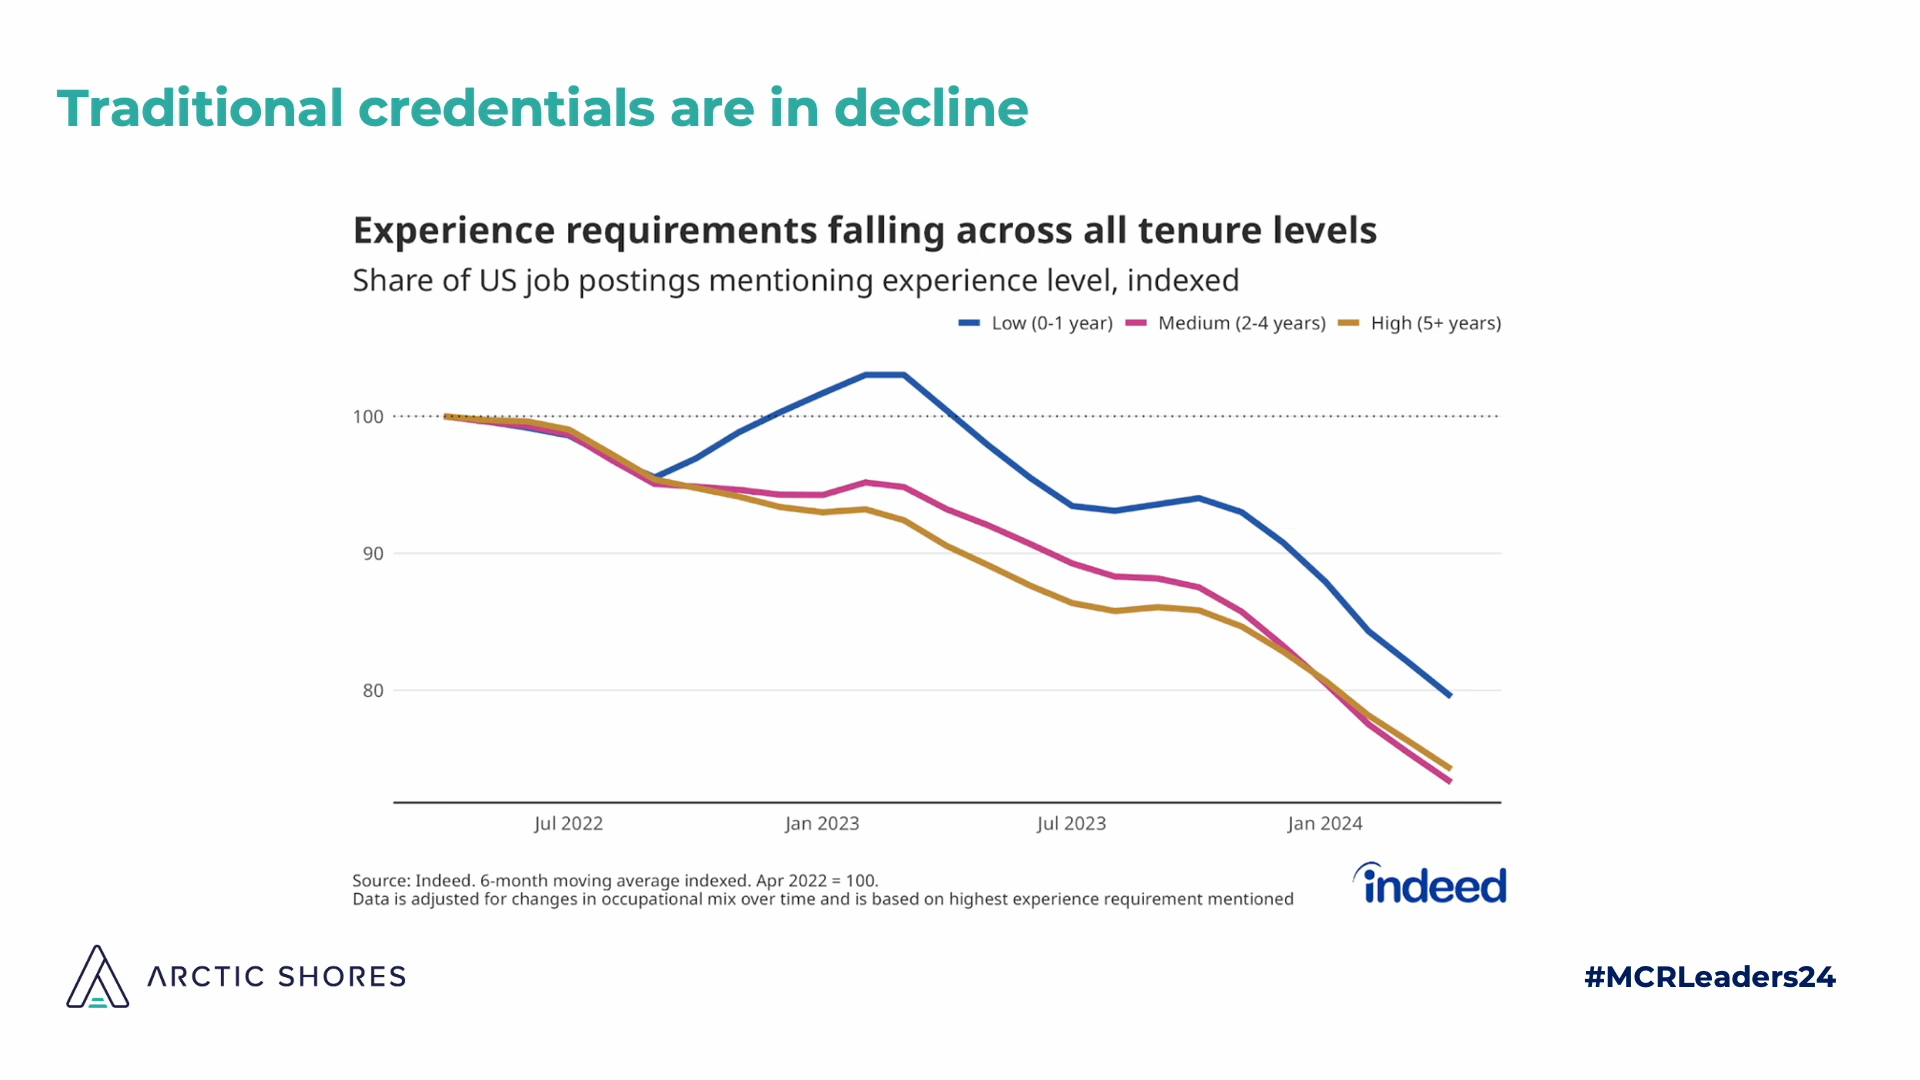 Traditional credentials are in decline
Experience requirements falling across all tenure levels
Share of US job postings mentioning experience level, indexed
Low (0-1 year) Medium (2-4 years) High (5+ years)
100
90
80
Jul 2022 Jan 2023 Jul 2023 Jan 2024
Source: Indeed. 6-month moving average indexed. Apr 2022 = 100.
Data is adjusted for changes in occupational mix over time and is based on highest experience requirement mentioned
indeed
ARCTIC SHORES
#MCRLeaders24